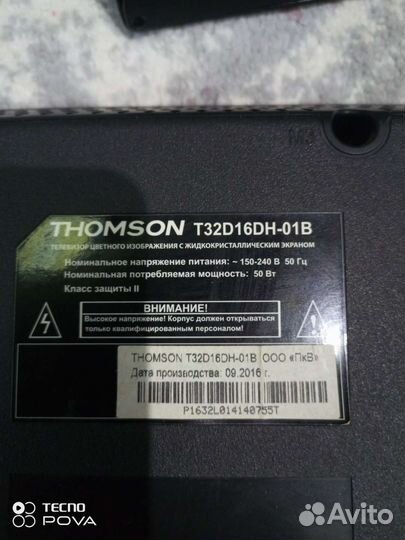 M3
THOMSON T32D16DH-01B
ТЕЛЕВИЗОР ЦВЕТНОГО ИЗОБРАЖЕНИЯ С ЖИДКОКРИСТАЛЛИЧЕСКИМ ЭКРАНОМ
Номинальное напряжение питания: ~ 150-240 В 50 Гц
Номинальная потребляемая мощность: 50 Вт
Класс защиты II
ВНИМАНИЕ!
Высокое напряжение! Корпус должен открываться
только квалифицированным персоналом!
THOMSON T32D16DH-01B ООО «ПкВ»
Дата производства: 09.2016 г.
P1632L014140755T
TECNO
POVA
Avito